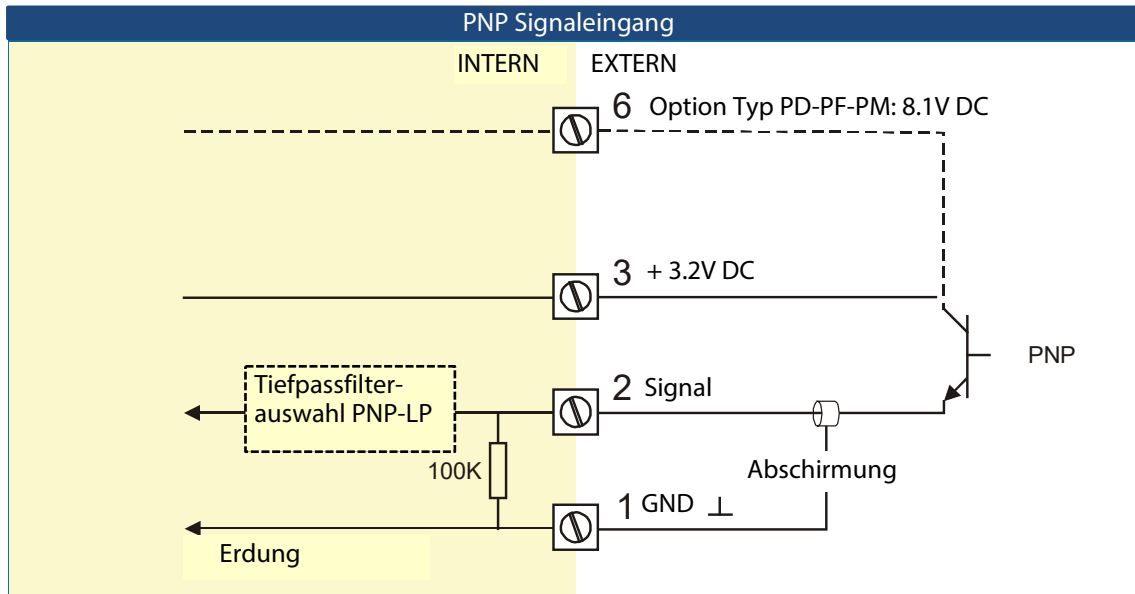 PNP Signaleingang
INTERN EXTERN
6 Option Typ PD-PF-PM: 8.1V DC
3 + 3.2V DC
PNP
Tiefpassfilter-
auswahl PNP-LP
2 Signal
100K
Abschirmung
1 GND ⊥
Erdung